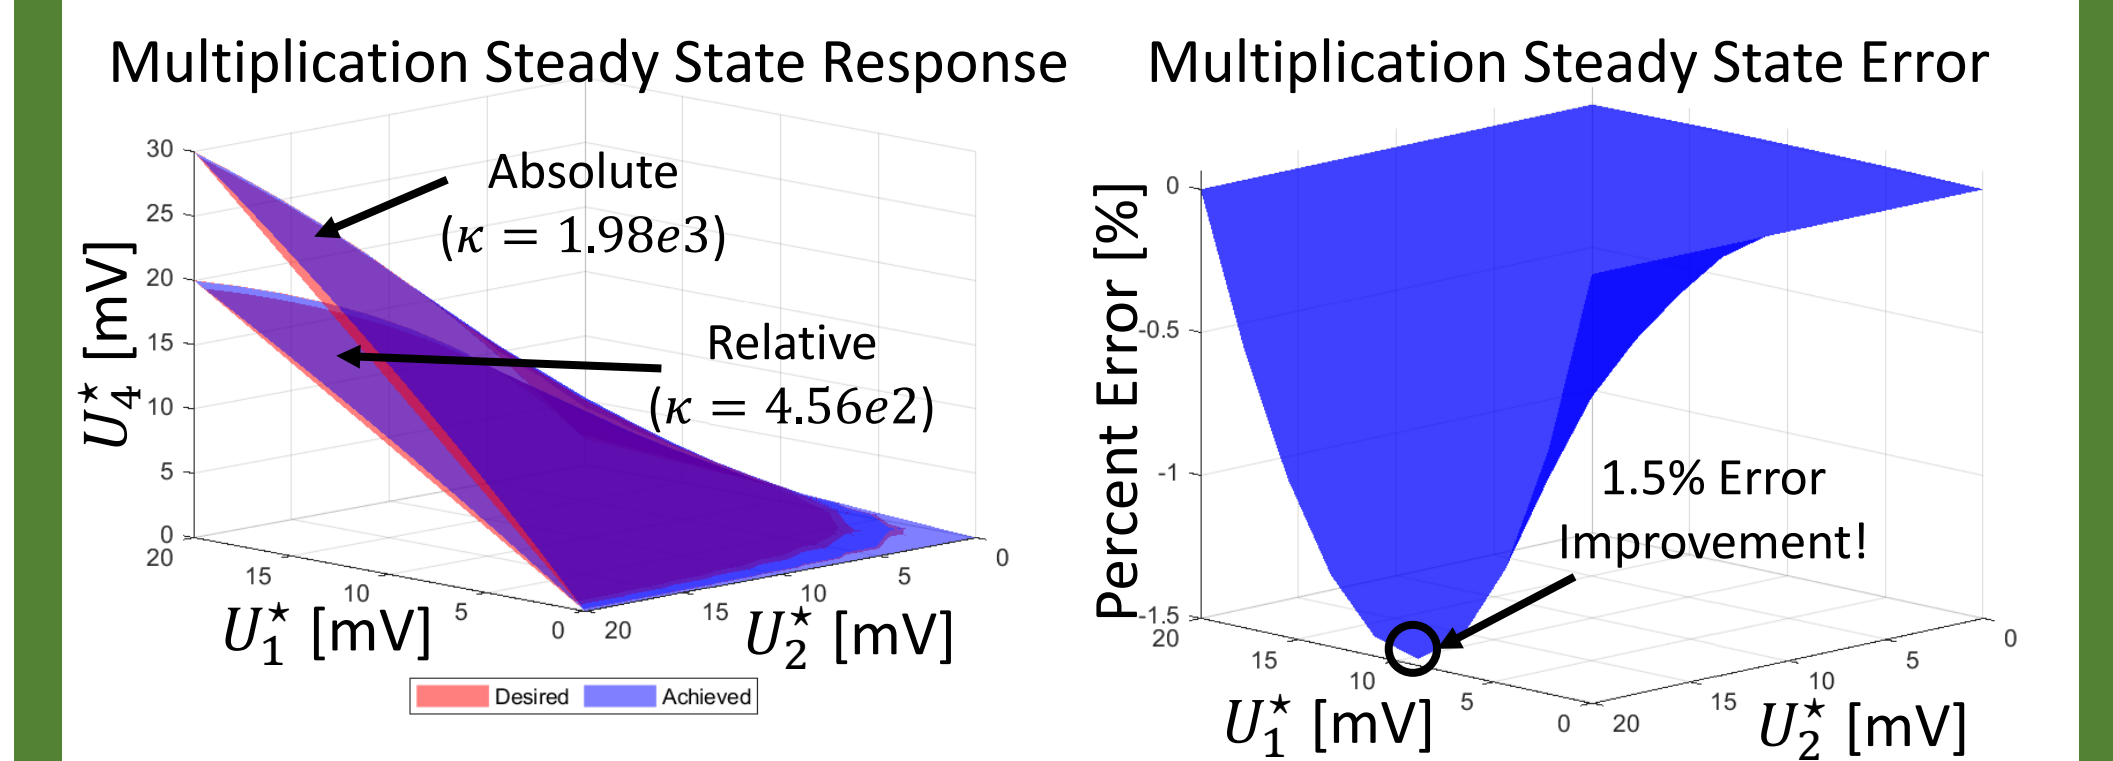 Multiplication Steady State Response
30
25
20
15
10
5
0
U₄* [mV]
Absolute
(κ = 1.98e3)
Relative
(κ = 4.56e2)
20
15
10
5
0
U₁* [mV]
20
15
10
5
0
U₂* [mV]
Desired
Achieved
Multiplication Steady State Error
0
-0.5
-1
-1.5
Percent Error [%]
1.5% Error
Improvement!
20
15
10
5
0
U₁* [mV]
20
15
10
5
0
U₂* [mV]